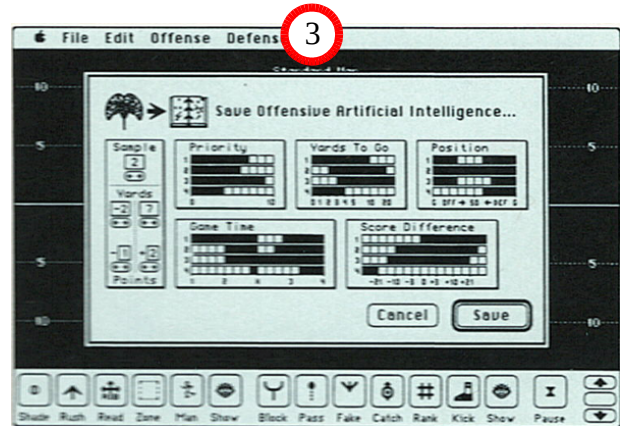 3
File Edit Offense Defens
10 10
Save Offensive Artificial Intelligence...
Sample
2
Yards
-2 7
-1 +2
Points
Priority
1
2
3
4
0 10
Yards To Go
1
2
3
4
0 1 2 3 4 5 10 20
Position
1
2
3
4
G OFF → 50 ← DEF G
5 5
Game Time
1
2
3
4
1 2 H 3 4
Score Difference
1
2
3
4
-21 -10 -3 0 +3 +10 +21
5 5
Cancel Save
10 10
Shade Rush Read Zone Man Show Block Pass Fake Catch Rank Kick Show Pause